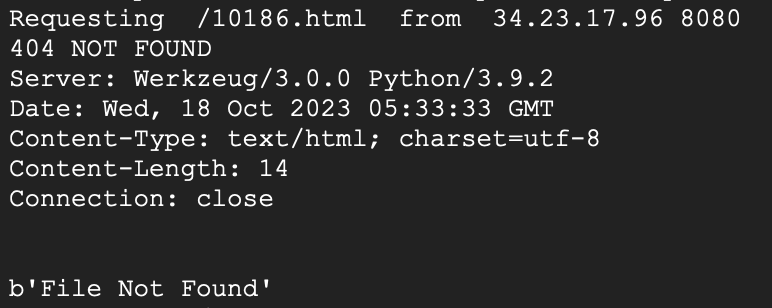 Requesting  /10186.html  from  34.23.17.96 8080
404 NOT FOUND
Server: Werkzeug/3.0.0 Python/3.9.2
Date: Wed, 18 Oct 2023 05:33:33 GMT
Content-Type: text/html; charset=utf-8
Content-Length: 14
Connection: close
b'File Not Found'